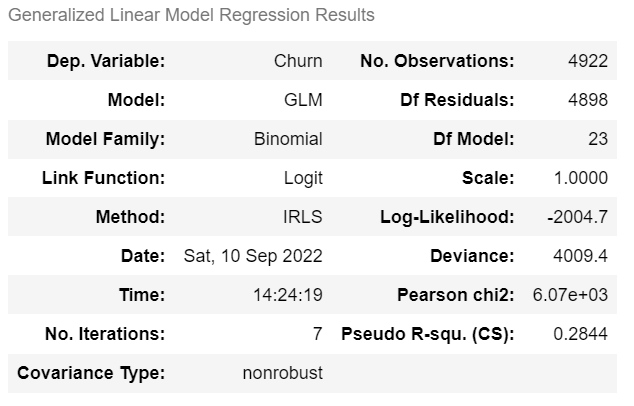 Generalized Linear Model Regression Results
Dep. Variable: Churn No. Observations: 4922
Model: GLM Df Residuals: 4898
Model Family: Binomial Df Model: 23
Link Function: Logit Scale: 1.0000
Method: IRLS Log-Likelihood: -2004.7
Date: Sat, 10 Sep 2022 Deviance: 4009.4
Time: 14:24:19 Pearson chi2: 6.07e+03
No. Iterations: 7 Pseudo R-squ. (CS): 0.2844
Covariance Type: nonrobust